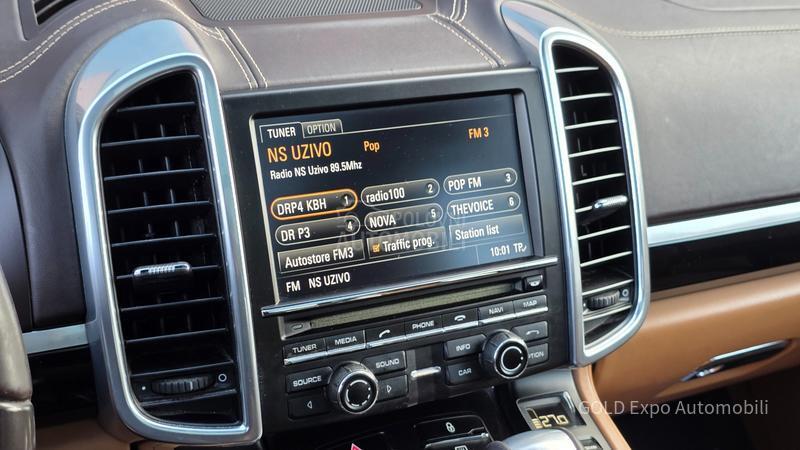 TUNER OPTION
NS UZIVO Pop FM 3
Radio NS Uzivo 89.5Mhz
DRP4 KBH 1 radio100 2 POP FM 3
DR P3 4 NOVA 5 THEVOICE 6
Autostore FM3 Traffic prog. Station list
FM NS UZIVO 10:01 TP
TUNER MEDIA PHONE NAVI MAP
SOURCE SOUND INFO
CAR OPTION
27.0
GOLD Expo Automobili